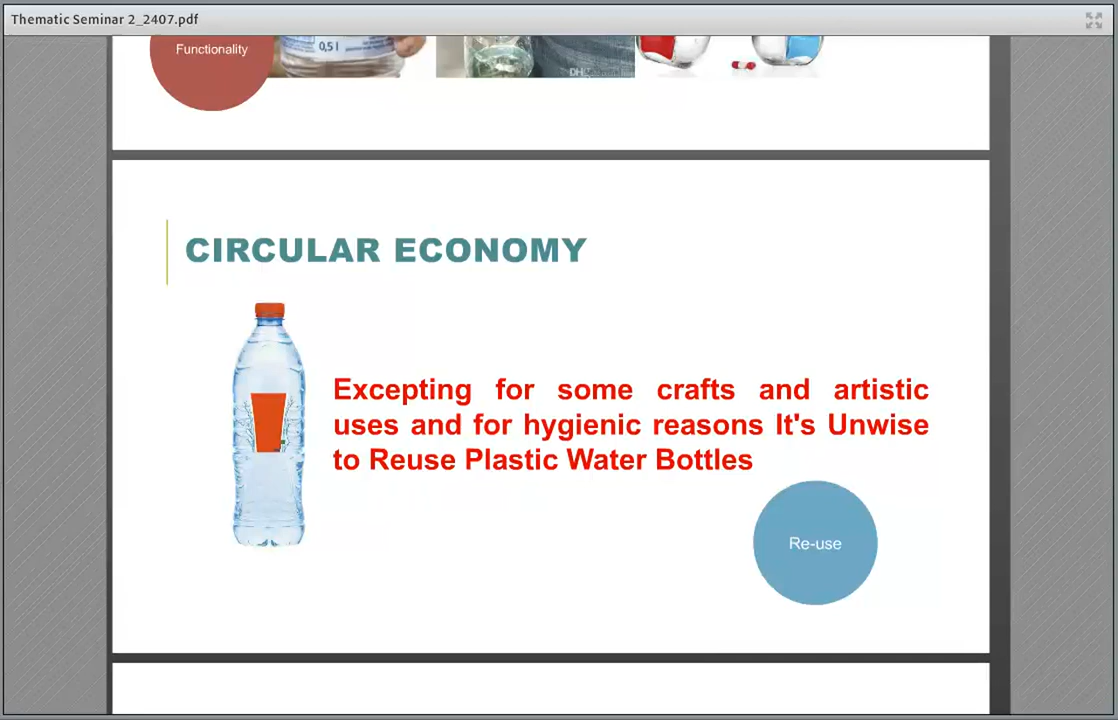 Thematic Seminar 2_2407.pdf
Functionality
0,5 l
CIRCULAR ECONOMY
Excepting for some crafts and artistic
uses and for hygienic reasons It's Unwise
to Reuse Plastic Water Bottles
Re-use